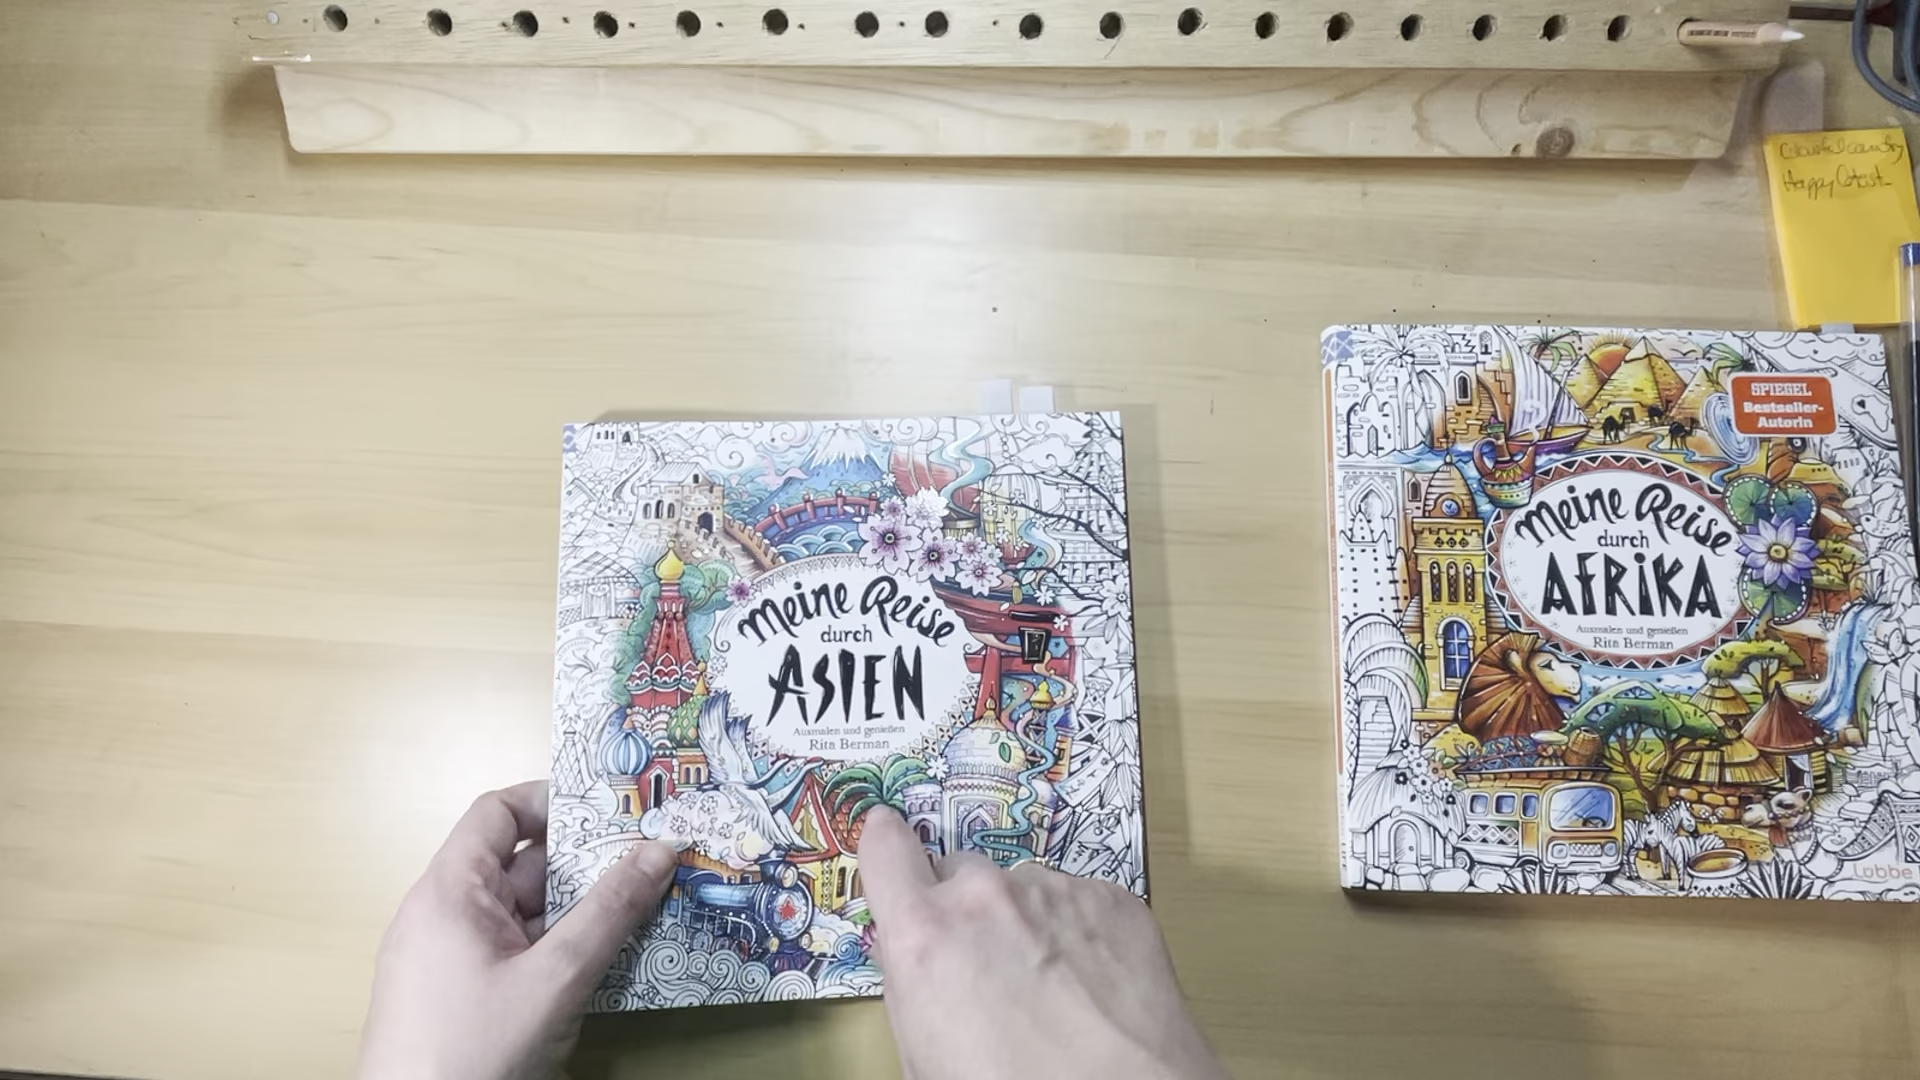 Happy
Meine Reise
durch
ASIEN
Ausmalen und genießen
Rita Berman
SPIEGEL
Bestseller-
Autorin
Meine Reise
durch
AFRIKA
Ausmalen und genießen
Rita Berman
Lübbe